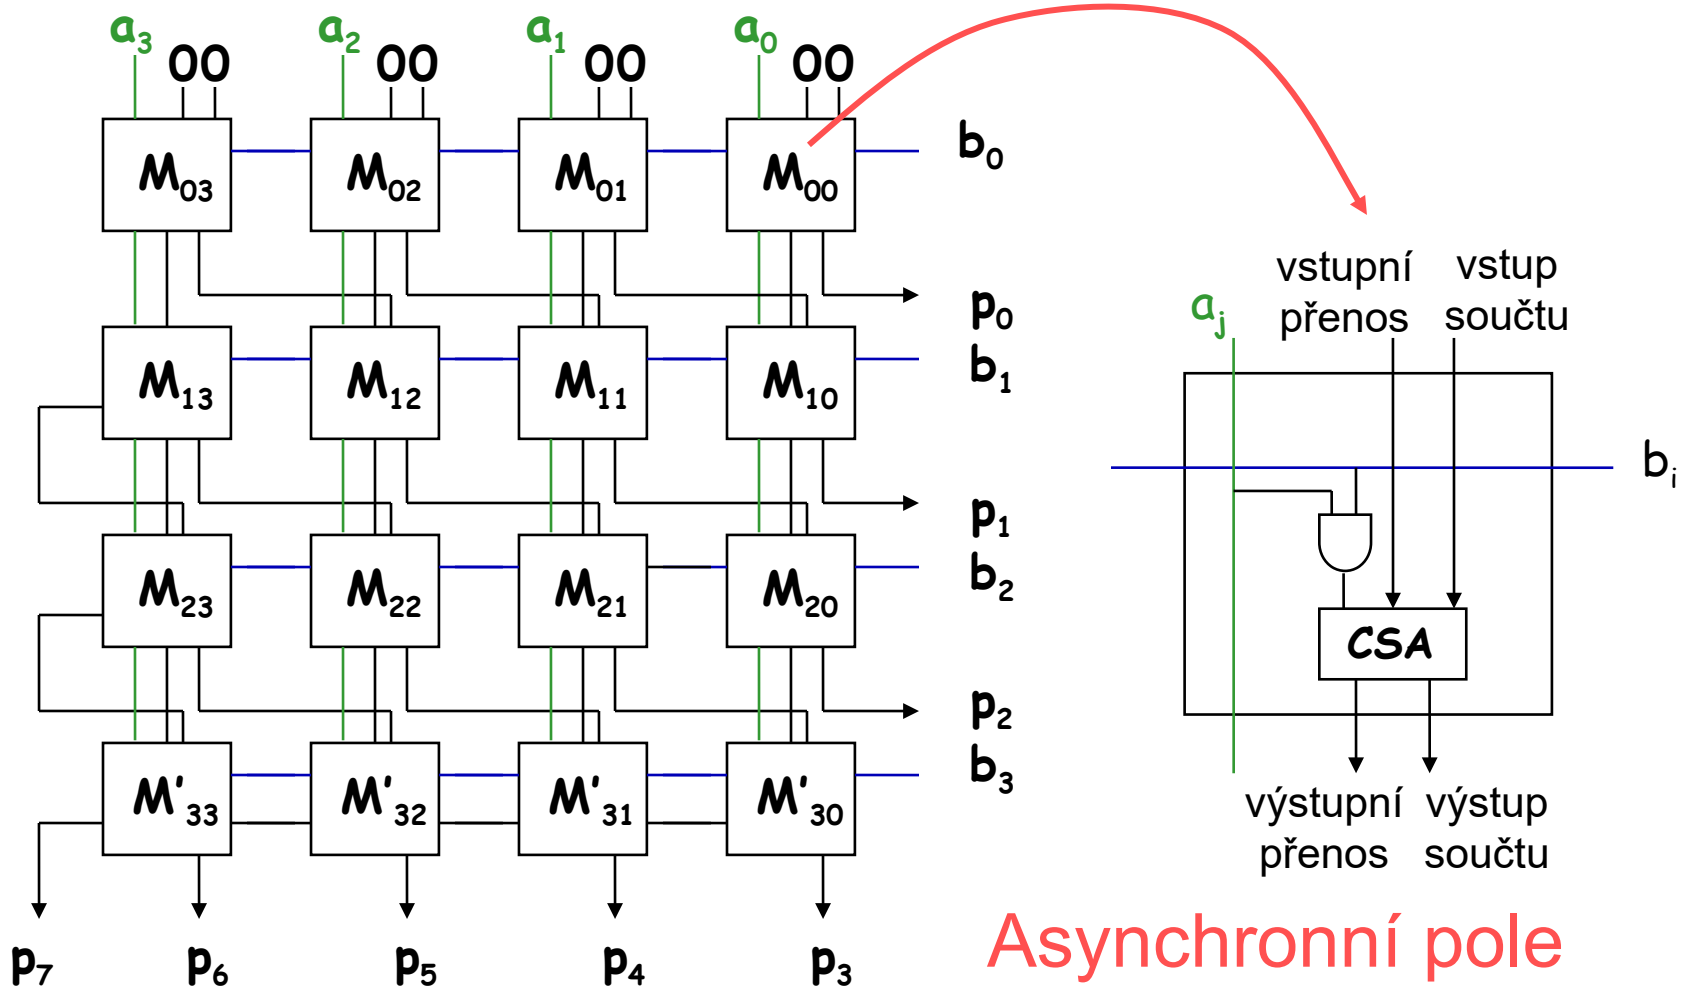 a3 00 a2 00 a1 00 a0 00
M03 M02 M01 M00 b0
p0
M13 M12 M11 M10 b1
p1
M23 M22 M21 M20 b2
p2
M'33 M'32 M'31 M'30 b3
p7 p6 p5 p4 p3
vstupní přenos
vstup součtu
aj
bi
CSA
výstupní přenos
výstup součtu
Asynchronní pole